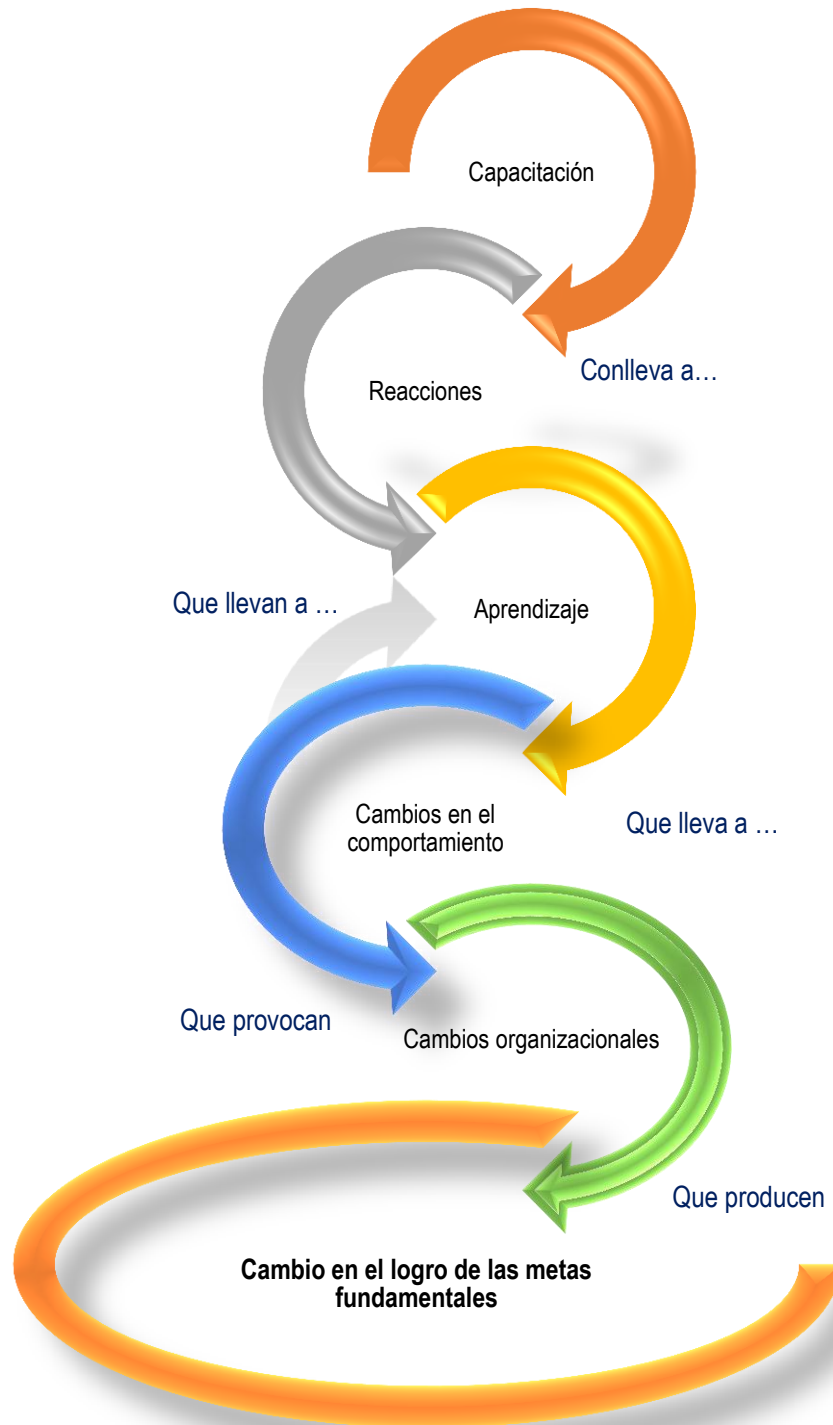 Capacitación
Conlleva a…
Reacciones
Que llevan a …
Aprendizaje
Cambios en el
comportamiento
Que lleva a …
Que provocan
Cambios organizacionales
Que producen
Cambio en el logro de las metas
fundamentales